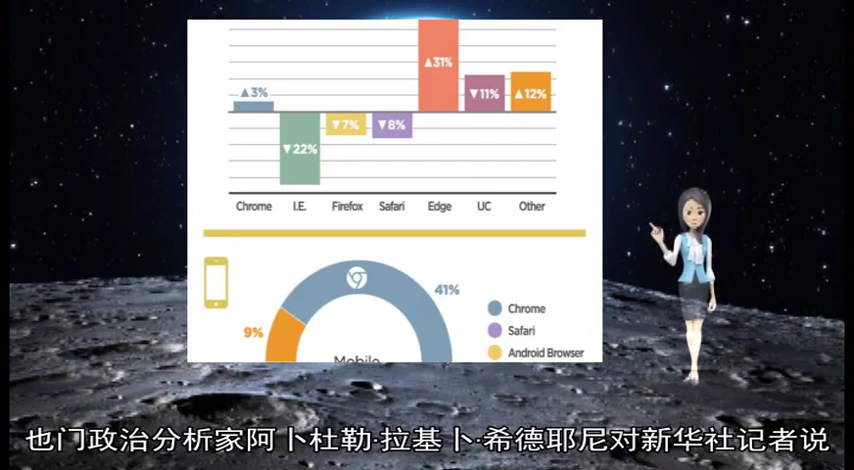 ▲31%
▲3%
▼11%
▲12%
▼7%
▼8%
▼22%
Chrome I.E. Firefox Safari Edge UC Other
41%
Chrome
9%
Safari
Mobile
Android Browser
也门政治分析家阿卜杜勒·拉基卜·希德耶尼对新华社记者说